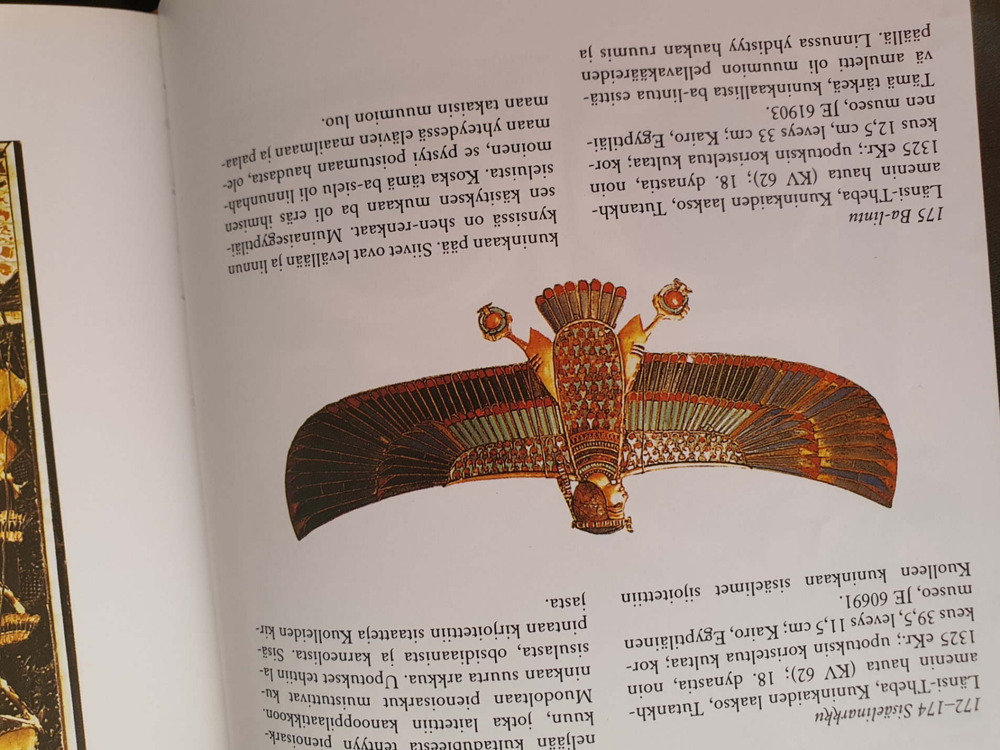 172–174 Sisäelinarkku
Länsi-Theba, Kuninkaiden laakso, Tutankh-
amenin hauta (KV 62); 18. dynastia, noin
1325 eKr.; upotuksin koristeltua kultaa; kor-
keus 39,5, leveys 11,5 cm; Kairo, Egyptiläinen
museo, JE 60691.
Kuolleen kuninkaan sisäelimet sijoitettiin
neljään kultadubleesta tehtyyn pienoisark-
kuun, jotka laitettiin kanooppilaatikkoon.
Muodoltaan pienoisarkut muistuttivat ku-
ninkaan suurta arkkua. Upotukset tehtiin la-
sisulasta, obsidiaanista ja karneolista. Sisä-
pintaan kirjoitettiin sitaatteja Kuolleiden kir-
jasta.
175 Ba-lintu
Länsi-Theba, Kuninkaiden laakso, Tutankh-
amenin hauta (KV 62); 18. dynastia, noin
1325 eKr.; upotuksin koristeltua kultaa; kor-
keus 12,5 cm, leveys 33 cm; Kairo, Egyptiläi-
nen museo, JE 61903.
Tämä tärkeä, kuninkaallista ba-lintua esittä-
vä amuletti oli muumion pellavakääreiden
päällä. Linnussa yhdistyy haukan ruumis ja
kuninkaan pää. Siivet ovat levällään ja linnun
kynsissä on shen-renkaat. Muinaisegyptiläi-
sen käsityksen mukaan ba oli eräs ihmisen
sieluista. Koska tämä ba-sielu oli linnunhah-
moinen, se pystyi poistumaan haudasta, ole-
maan yhteydessä elävien maailmaan ja palaa-
maan takaisin muumion luo.